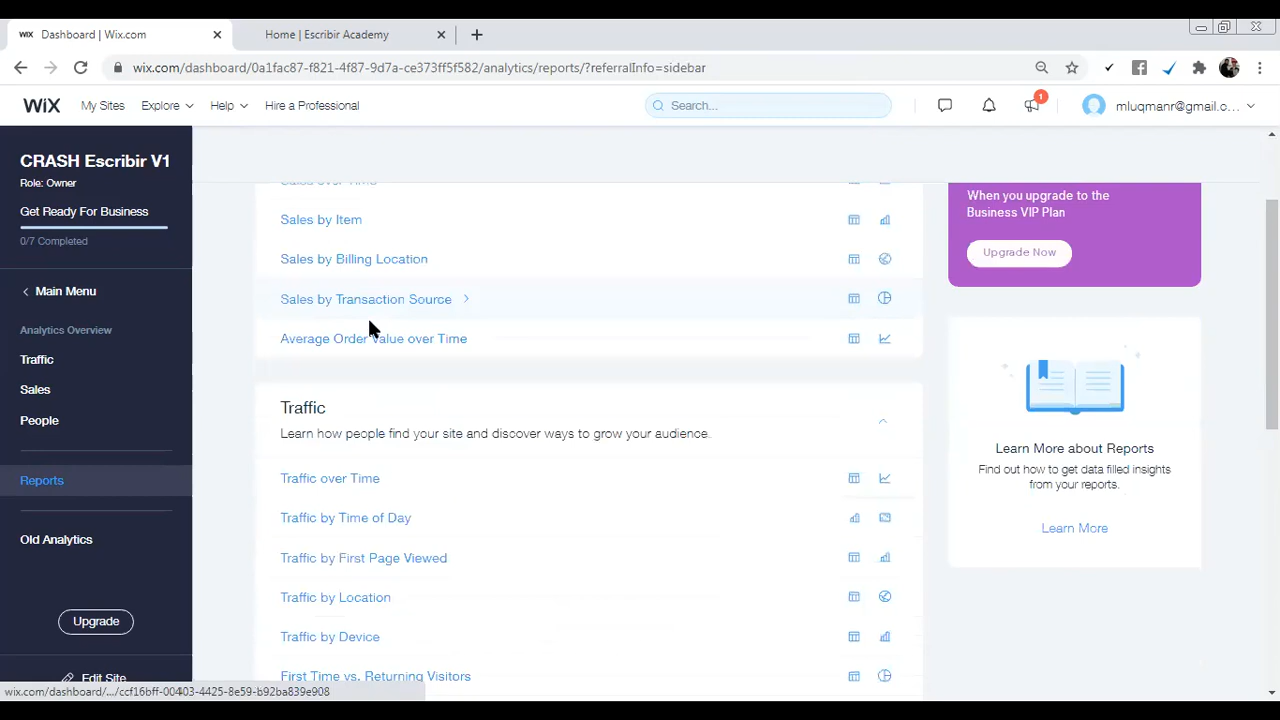 WiX Dashboard | Wix.com
Home | Escribir Academy
wix.com/dashboard/0a1fac87-f821-4f87-9d7a-ce373ff5f582/analytics/reports/?referralInfo=sidebar
WiX My Sites Explore Help Hire a Professional Search... 1 mluqmanr@gmail.c...
CRASH Escribir V1
Role: Owner
Get Ready For Business
0/7 Completed
Main Menu
Analytics Overview
Traffic
Sales
People
Reports
Old Analytics
Upgrade
Edit Site
Sales over Time
Sales by Item
Sales by Billing Location
Sales by Transaction Source
Average Order Value over Time
Traffic
Learn how people find your site and discover ways to grow your audience.
Traffic over Time
Traffic by Time of Day
Traffic by First Page Viewed
Traffic by Location
Traffic by Device
First Time vs. Returning Visitors
When you upgrade to the
Business VIP Plan
Upgrade Now
Learn More about Reports
Find out how to get data filled insights
from your reports.
Learn More